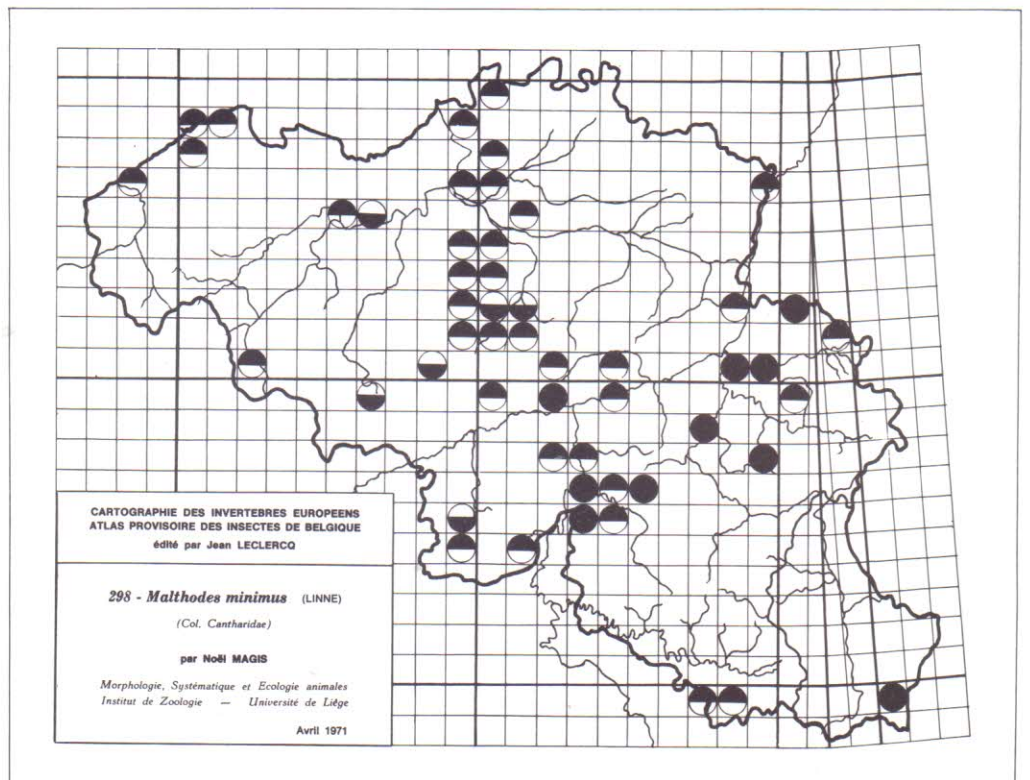 CARTOGRAPHIE DES INVERTEBRES EUROPEENS
ATLAS PROVISOIRE DES INSECTES DE BELGIQUE
édité par Jean LECLERCQ
298 - Malthodes minimus (LINNE)
(Col. Cantharidae)
par Noël MAGIS
Morphologie, Systématique et Ecologie animales
Institut de Zoologie — Université de Liége
Avril 1971